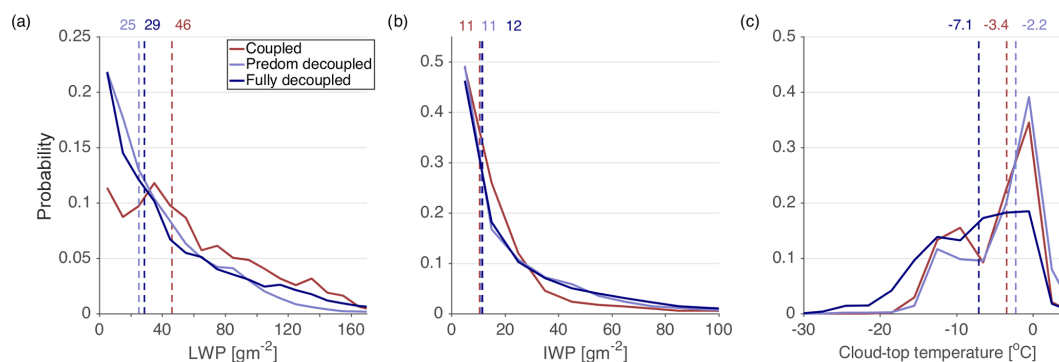 (a) 25 29 46
0.25
0.2
0.15
0.1
0.05
0
Probability
Coupled
Predom decoupled
Fully decoupled
0 40 80 120 160
LWP [gm-2]
(b) 11 11 12
0.5
0.4
0.3
0.2
0.1
0
0 20 40 60 80 100
IWP [gm-2]
(c) -7.1 -3.4 -2.2
0.5
0.4
0.3
0.2
0.1
0
-30 -20 -10 0
Cloud-top temperature [°C]